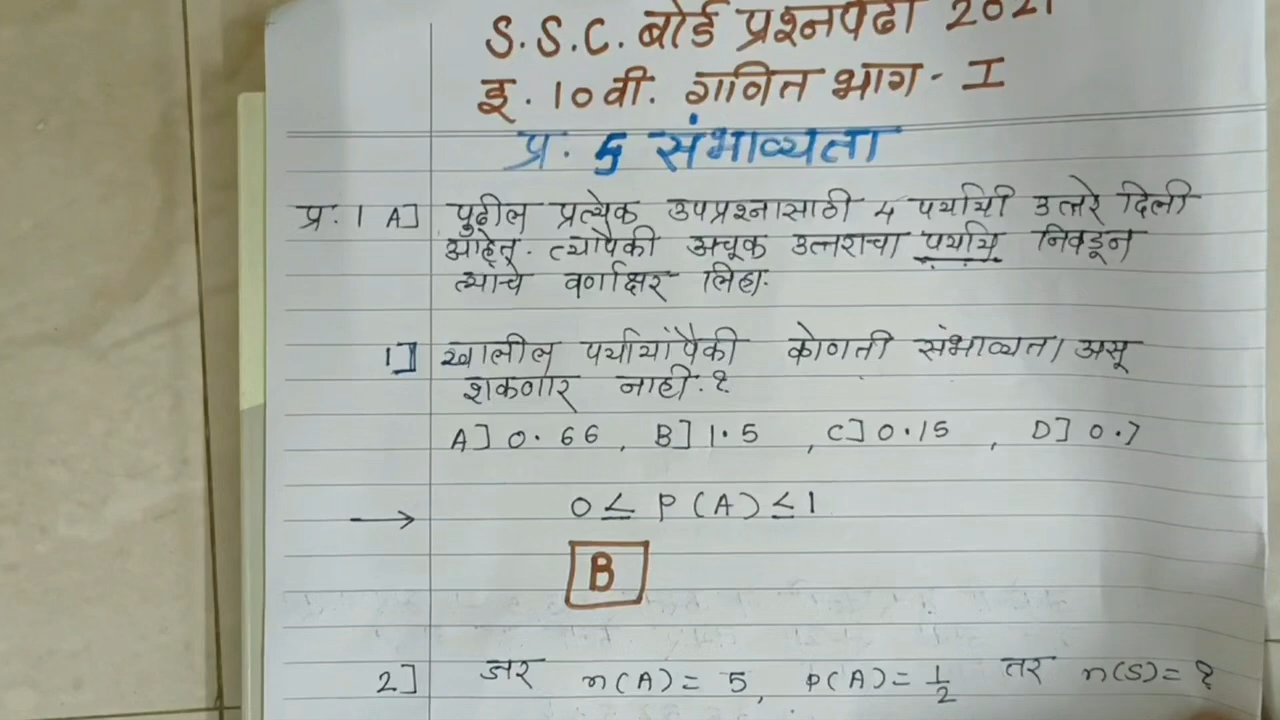 S.S.C. बोर्ड प्रश्नपेढी 2021
इ. 10 वी. गणित भाग - I
प्र. 5 संभाव्यता
प्र. 1 A] पुढील प्रत्येक उपप्रश्नासाठी 4 पर्यायी उत्तरे दिली
आहेत. त्यापैकी अचूक उत्तराचा पर्याय निवडून
त्याचे वर्णाक्षर लिहा.
1] खालील पर्यायांपैकी कोणती संभाव्यता असू
शकणार नाही.?
A] 0.66, B] 1.5, C] 0.15, D] 0.7
→ 0 ≤ P(A) ≤ 1
B
2] जर n(A) = 5, P(A) = 1/2 तर n(S) = ?